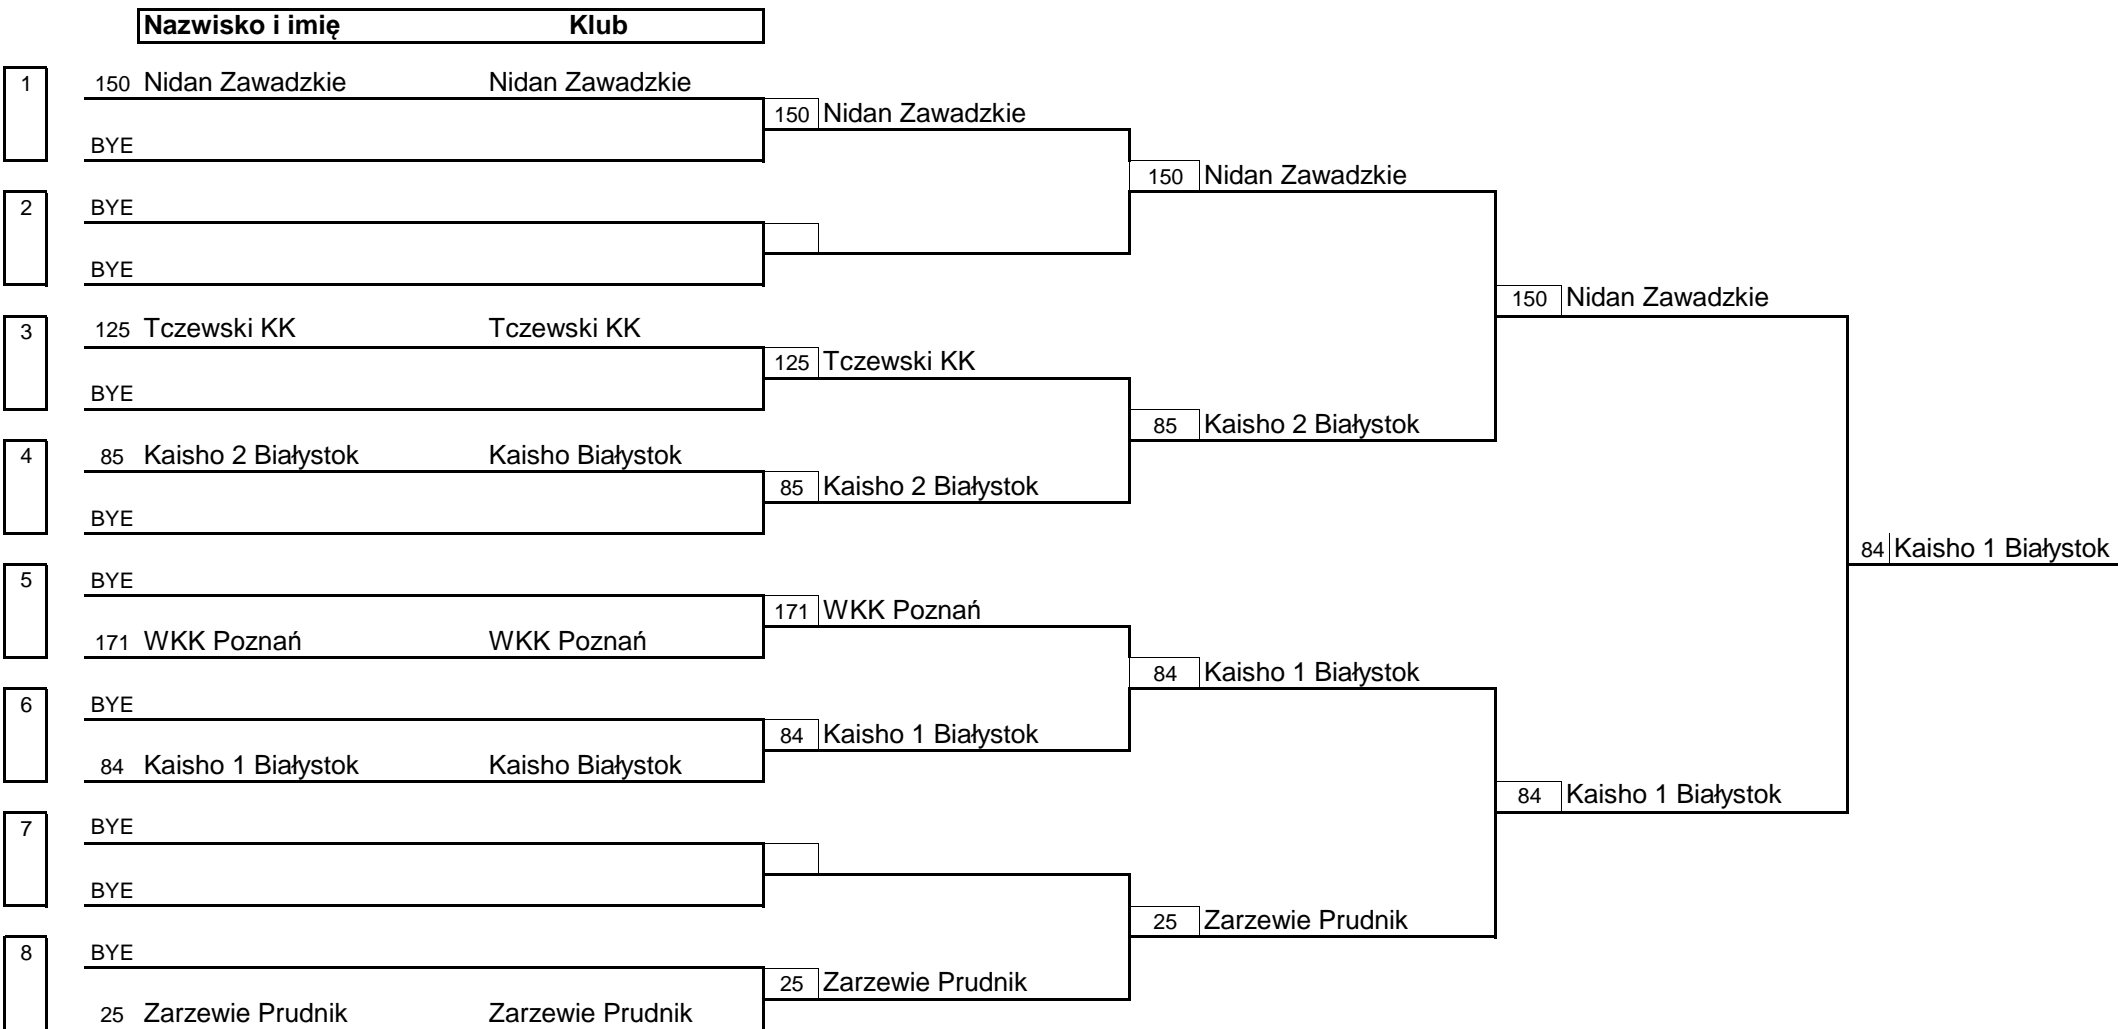 Nazwisko i imię Klub
1 150 Nidan Zawadzkie Nidan Zawadzkie
150 Nidan Zawadzkie
BYE
150 Nidan Zawadzkie
2 BYE
BYE
150 Nidan Zawadzkie
3 125 Tczewski KK Tczewski KK
125 Tczewski KK
BYE
85 Kaisho 2 Białystok
4 85 Kaisho 2 Białystok Kaisho Białystok
85 Kaisho 2 Białystok
BYE
84 Kaisho 1 Białystok
5 BYE
171 WKK Poznań
171 WKK Poznań WKK Poznań
84 Kaisho 1 Białystok
6 BYE
84 Kaisho 1 Białystok
84 Kaisho 1 Białystok Kaisho Białystok
84 Kaisho 1 Białystok
7 BYE
BYE
25 Zarzewie Prudnik
8 BYE
25 Zarzewie Prudnik
25 Zarzewie Prudnik Zarzewie Prudnik